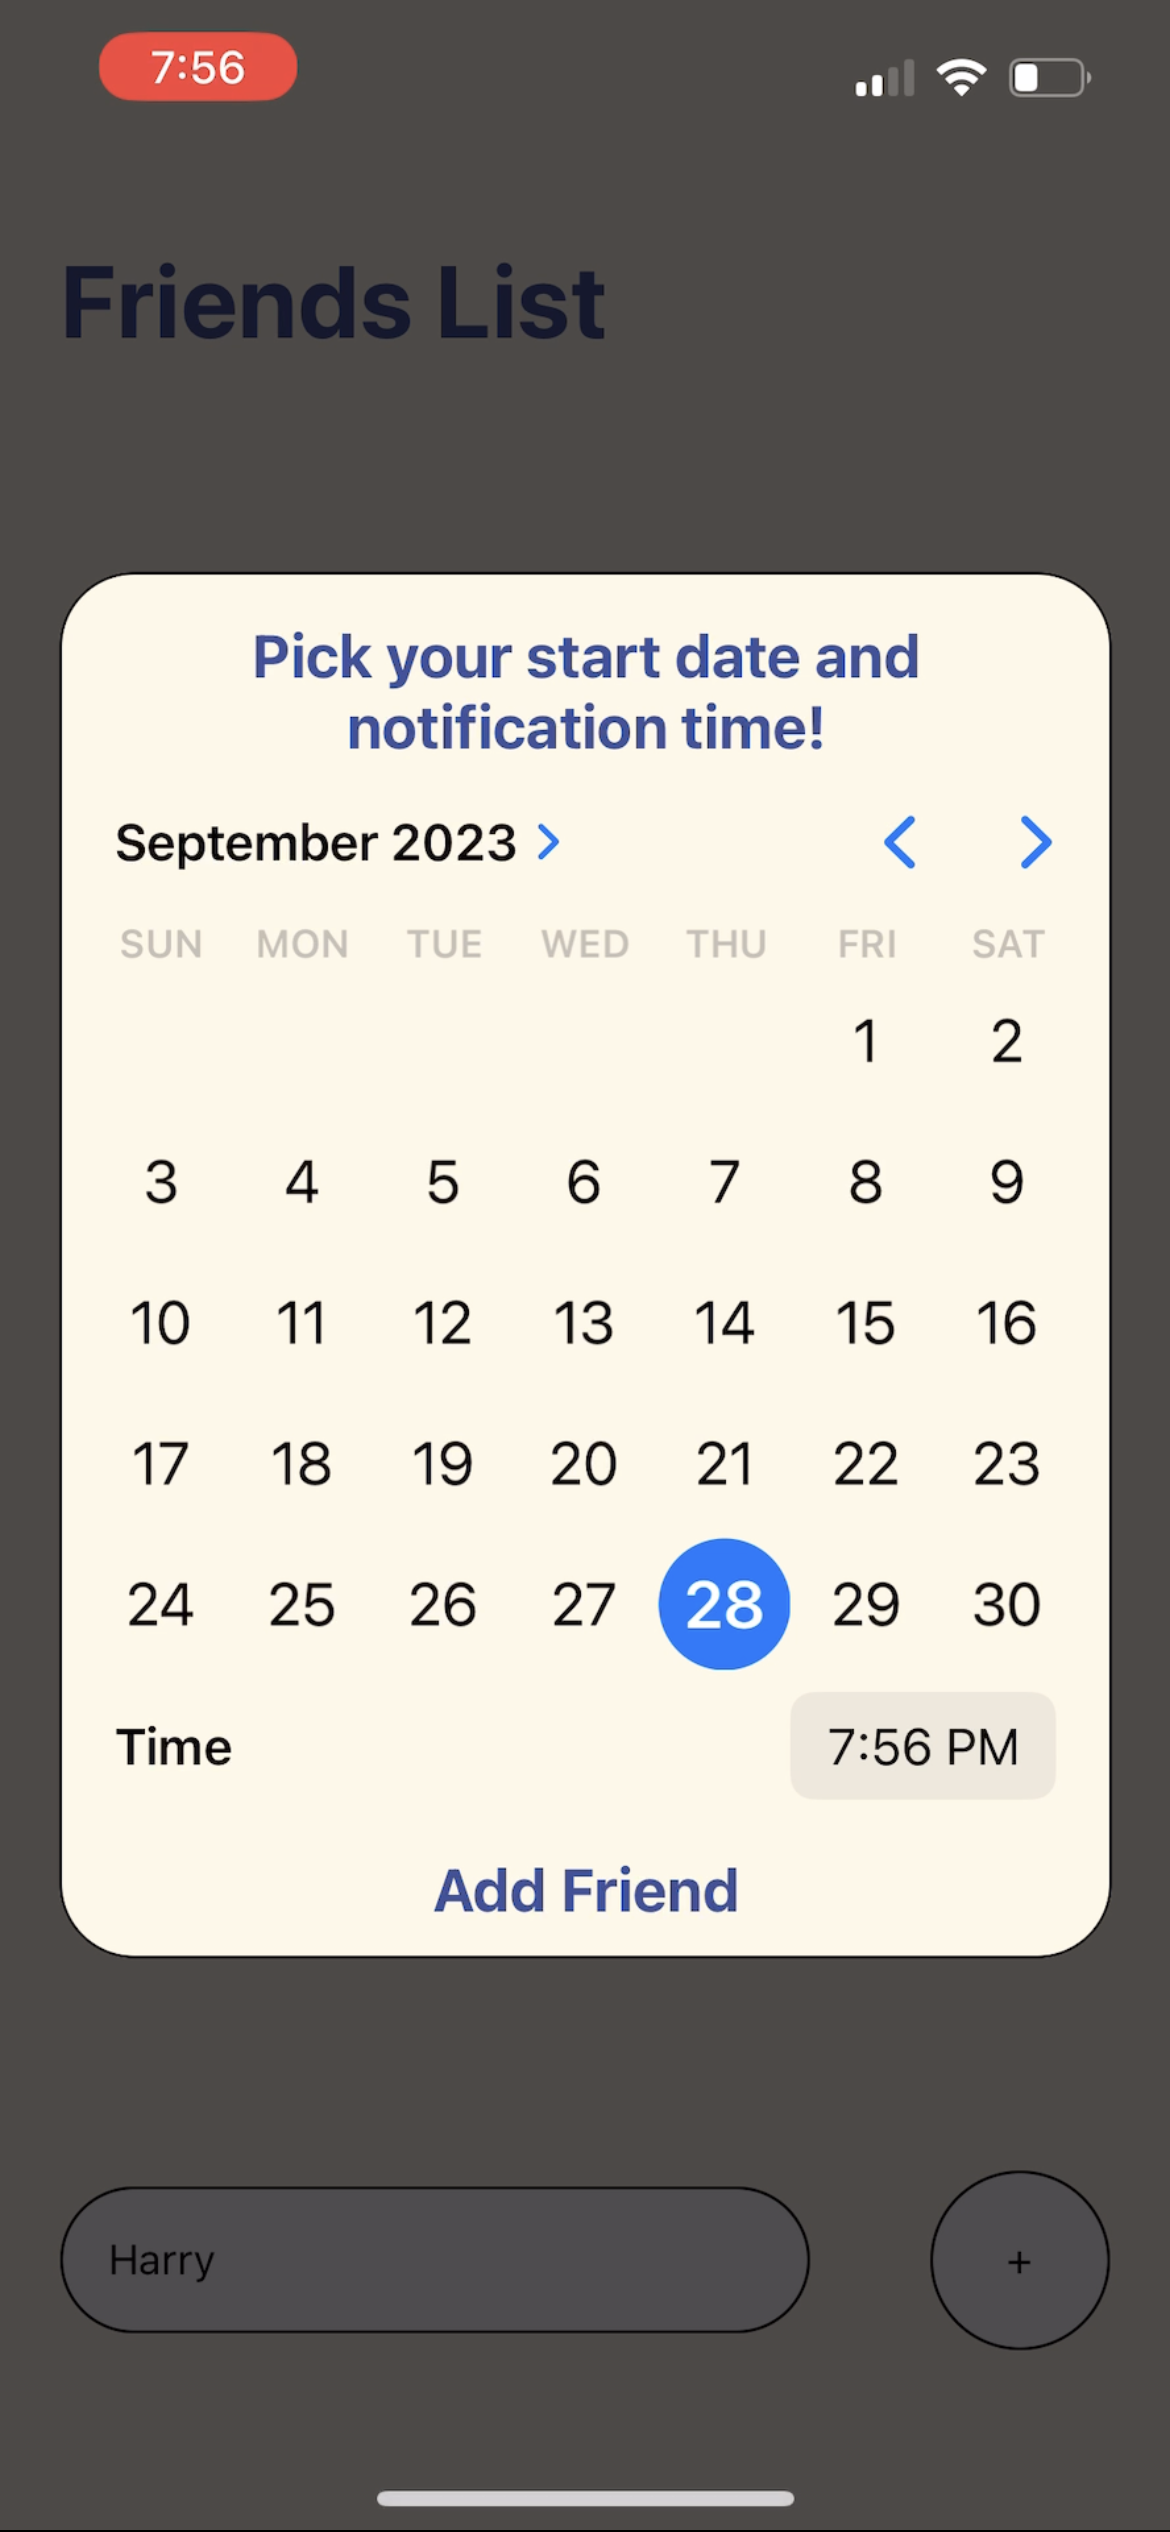 7:56
Friends List
Pick your start date and
notification time!
September 2023
SUN MON TUE WED THU FRI SAT
1 2
3 4 5 6 7 8 9
10 11 12 13 14 15 16
17 18 19 20 21 22 23
24 25 26 27 28 29 30
Time 7:56 PM
Add Friend
Harry +